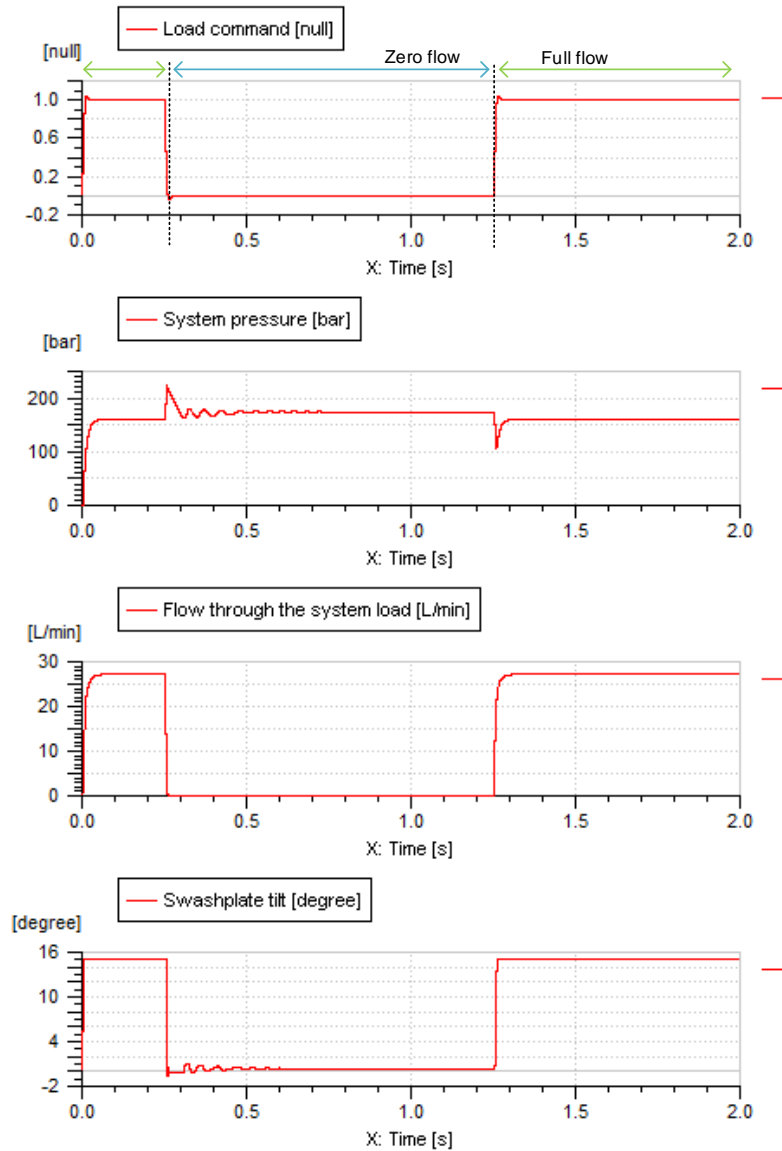 Load command [null]
[null]
Zero flow
Full flow
1.0
0.6
0.2
-0.2
0.0 0.5 1.0 1.5 2.0
X: Time [s]
System pressure [bar]
[bar]
200
100
0
0.0 0.5 1.0 1.5 2.0
X: Time [s]
Flow through the system load [L/min]
[L/min]
30
20
10
0
0.0 0.5 1.0 1.5 2.0
X: Time [s]
Swashplate tilt [degree]
[degree]
16
10
4
-2
0.0 0.5 1.0 1.5 2.0
X: Time [s]